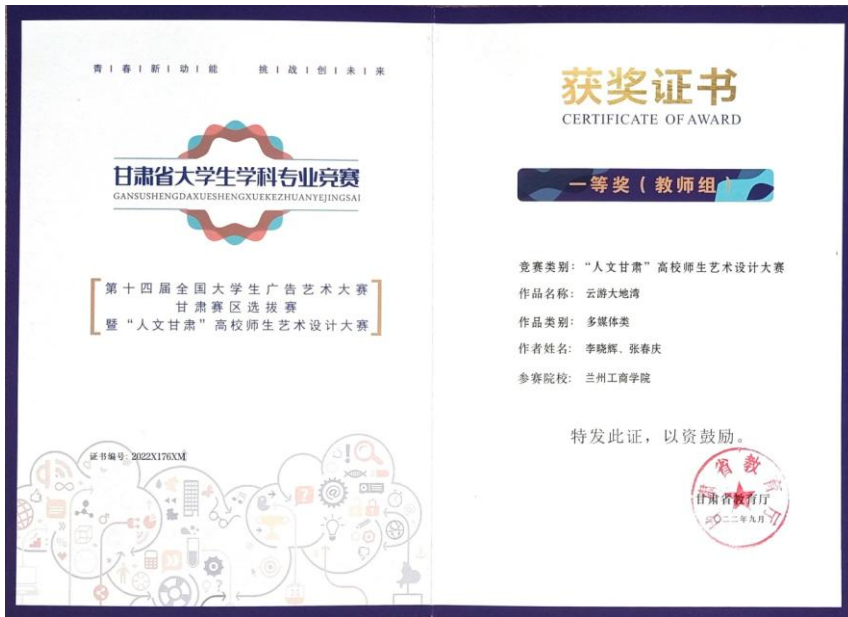 青|春|新|动|能 挑|战|创|未|来
甘肃省大学生学科专业竞赛
GANSUSHENGDAXUESHENGXUEKEZHUANYEJINGSAI
第十四届全国大学生广告艺术大赛
甘肃赛区选拔赛
暨“人文甘肃”高校师生艺术设计大赛
证书编号: 2022X176XM
获奖证书
CERTIFICATE OF AWARD
一等奖(教师组)
竞赛类别: “人文甘肃”高校师生艺术设计大赛
作品名称: 云游大地湾
作品类别: 多媒体类
作者姓名: 李晓辉、张春庆
参赛院校: 兰州工商学院
特发此证，以资鼓励。
甘肃省教育厅
甘肃省教育厅
二〇二二年九月